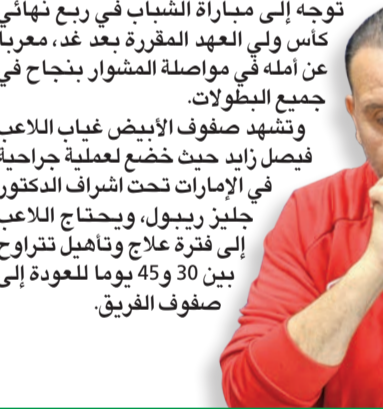 توجه إلى مباراة الشباب في ربع نهائي
كأس ولي العهد المقررة بعد غد، معربا
عن أمله في مواصلة المشوار بنجاح في
جميع البطولات.
وتشهد صفوف الأبيض غياب اللاعب
فيصل زايد حيث خضع لعملية جراحية
في الإمارات تحت اشراف الدكتور
جليز ريبول، ويحتاج اللاعب
إلى فترة علاج وتأهيل تتراوح
بين 30 و45 يوما للعودة إلى
صفوف الفريق.